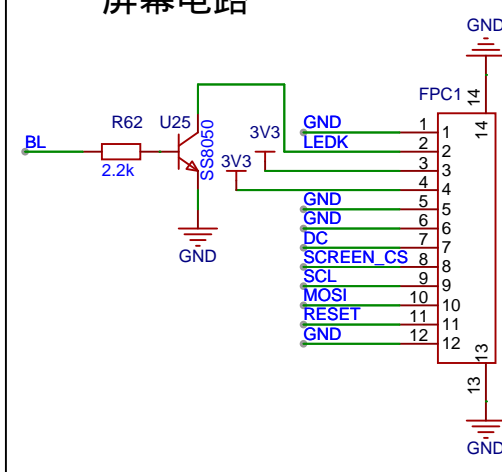 屏幕电路
GND
FPC1
14
14
R62
U25
BL
2.2k
SS8050
GND
3V3
3V3
GND
1
1
LEDK
2
2
3
3
4
4
GND
5
5
GND
6
6
DC
7
7
SCREEN_CS
8
8
SCL
9
9
MOSI
10
10
RESET
11
11
GND
12
12
13
13
GND